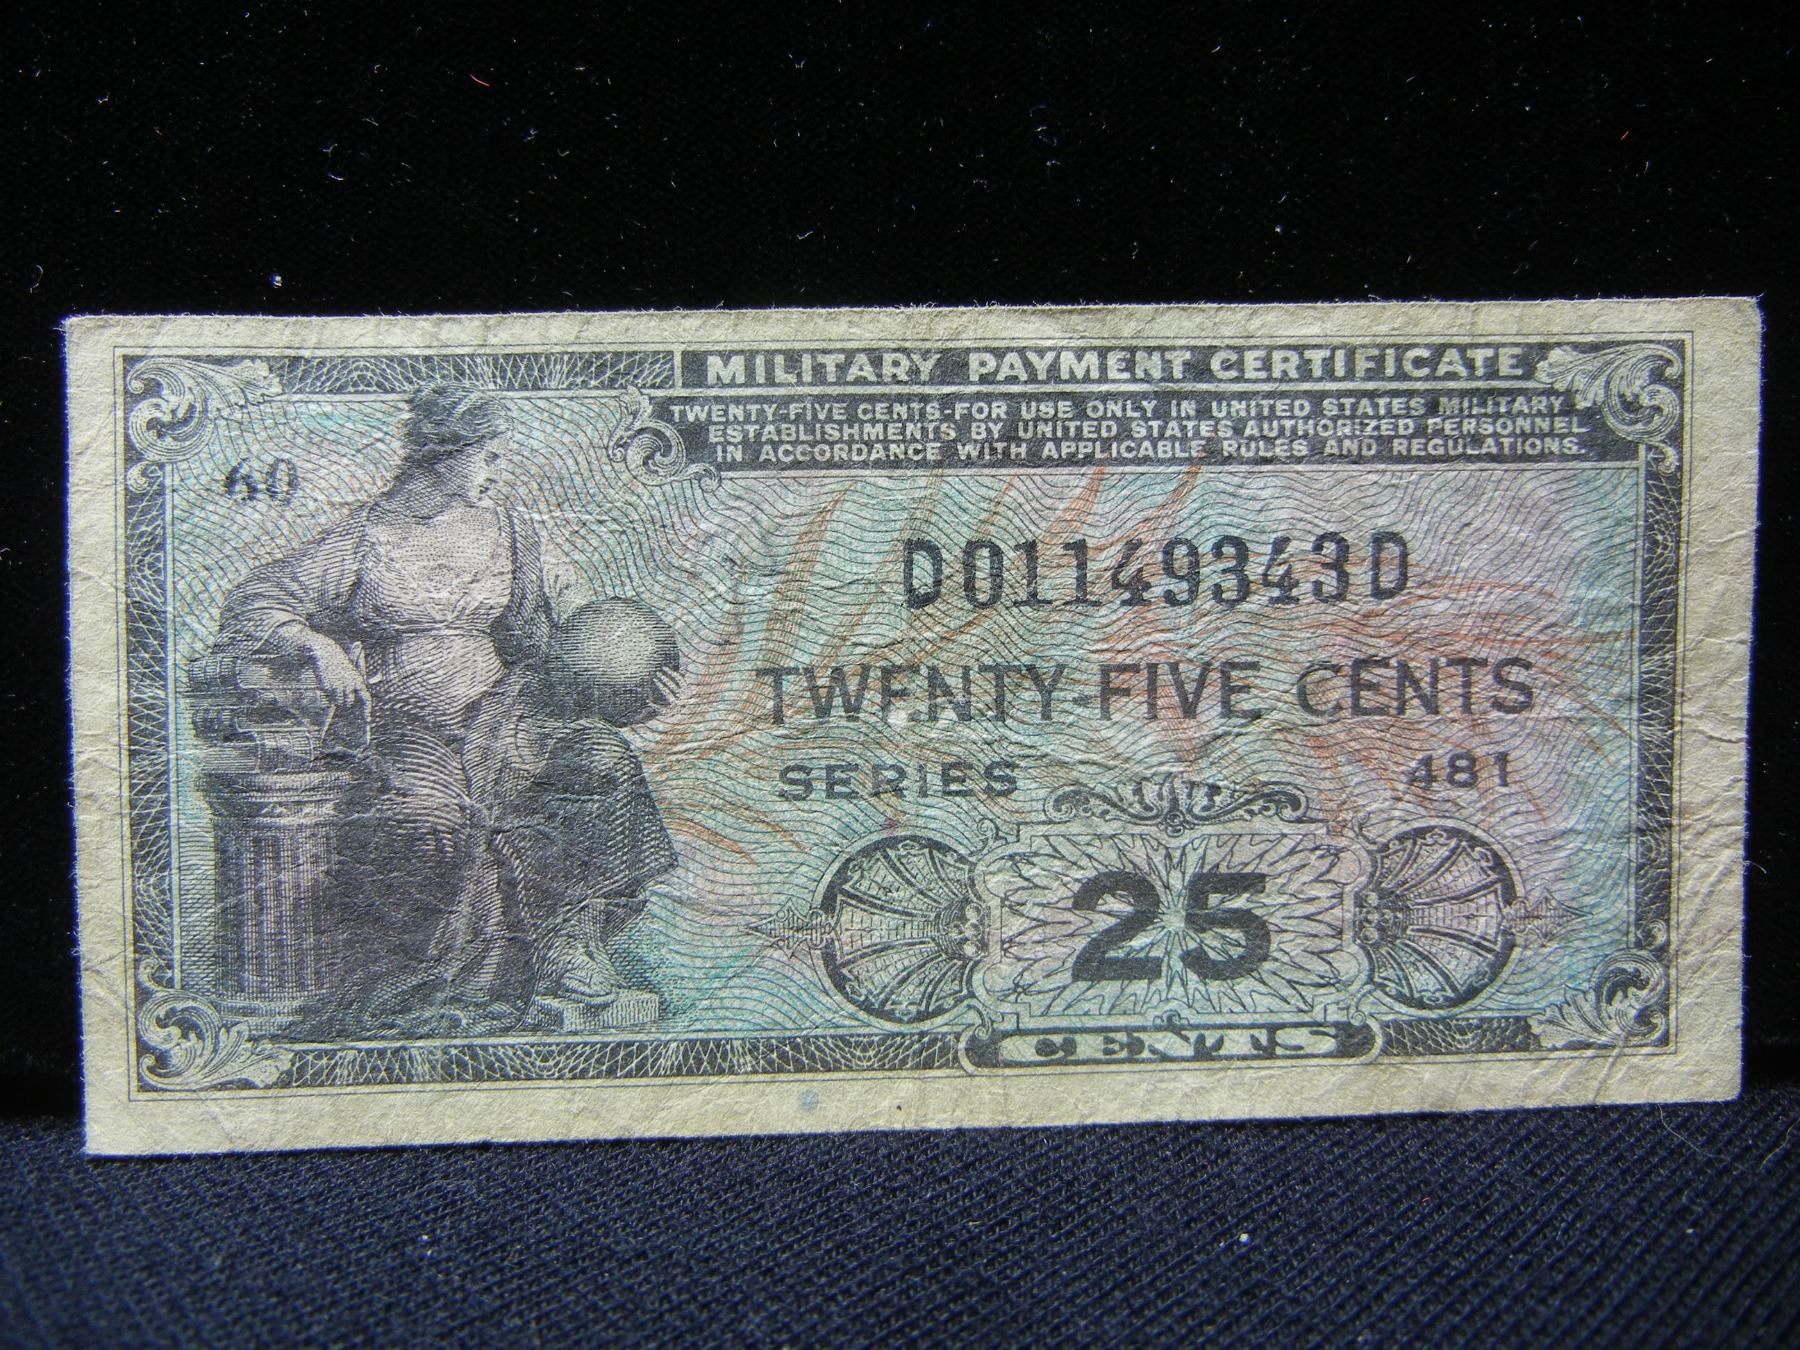 MILITARY PAYMENT CERTIFICATE
TWENTY-FIVE CENTS-FOR USE ONLY IN UNITED STATES MILITARY
ESTABLISHMENTS BY UNITED STATES AUTHORIZED PERSONNEL
IN ACCORDANCE WITH APPLICABLE RULES AND REGULATIONS.
60
D01149343D
TWENTY-FIVE CENTS
SERIES 481
25
CENTS